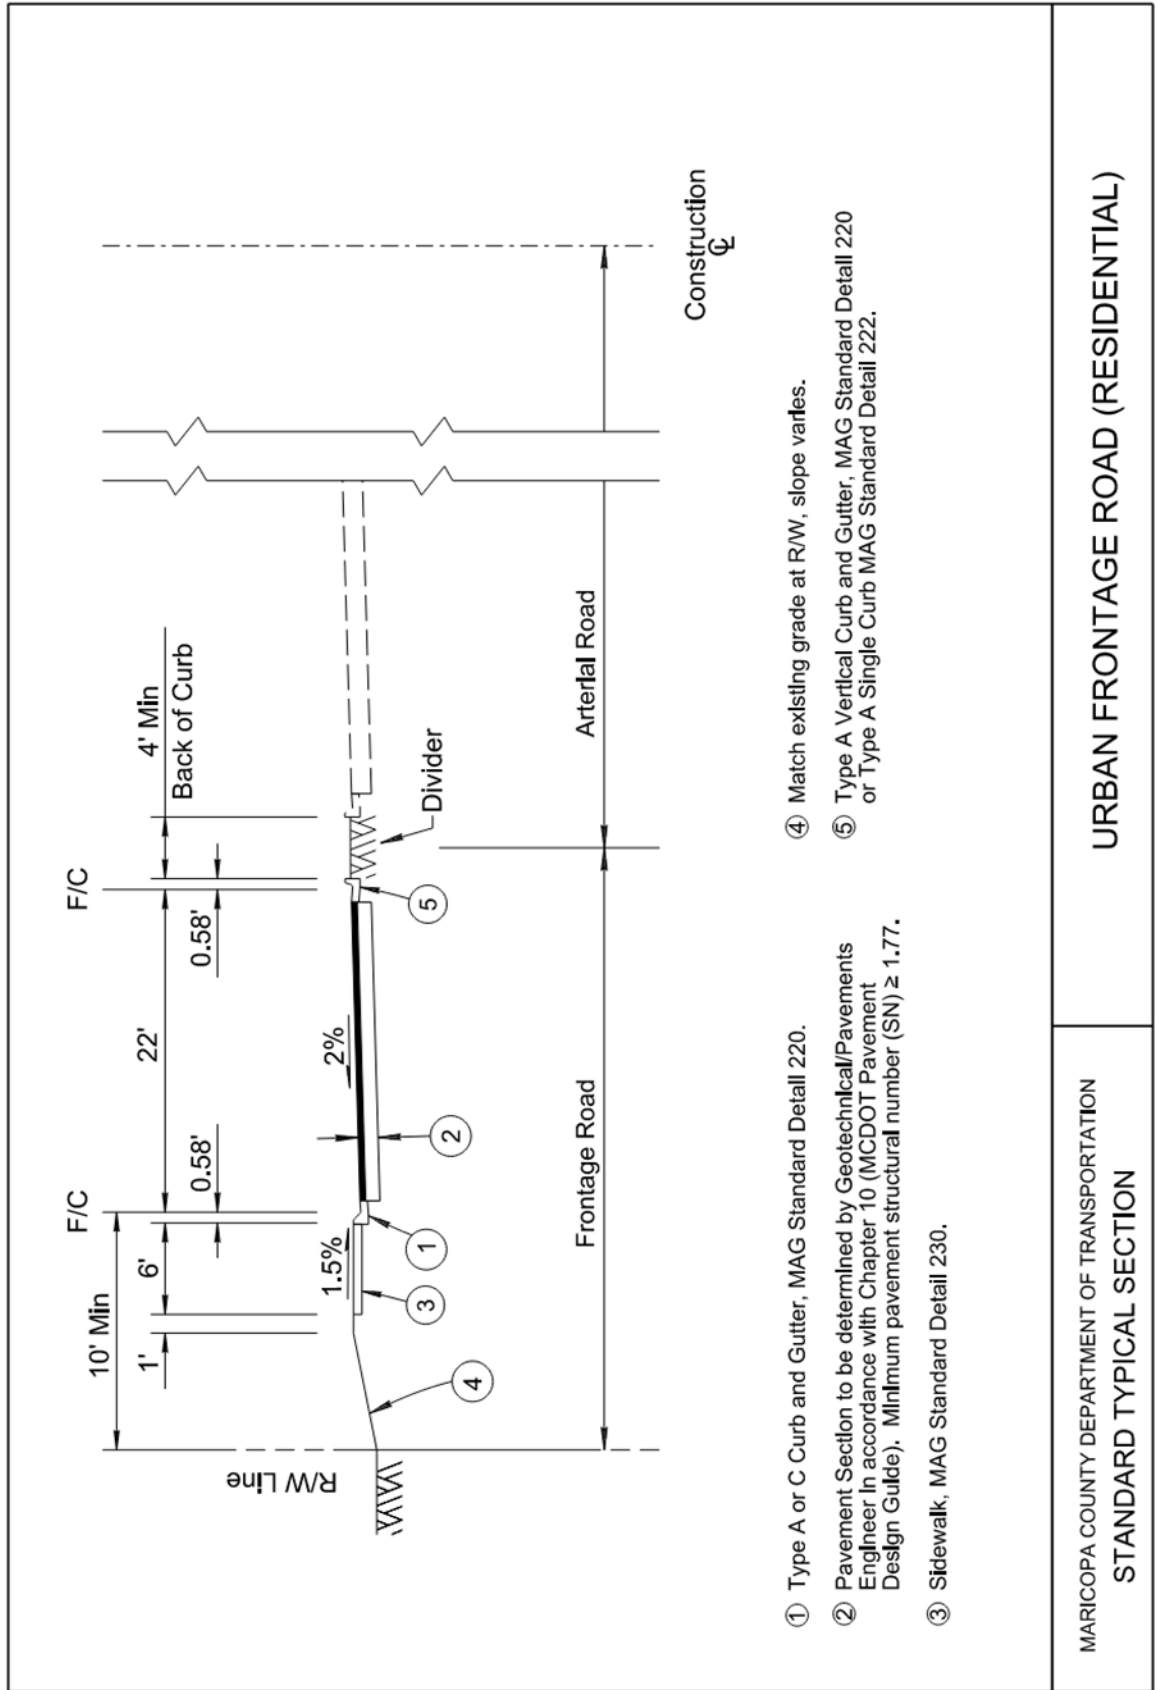 F/C
F/C
10' Min
1'
6'
0.58'
22'
0.58'
4' Min
Back of Curb
R/W Line
1.5%
2%
Divider
4
3
1
2
5
Frontage Road
Arterial Road
Construction
℄
① Type A or C Curb and Gutter, MAG Standard Detail 220.
② Pavement Section to be determined by Geotechnical/Pavements
Engineer in accordance with Chapter 10 (MCDOT Pavement
Design Guide). Minimum pavement structural number (SN) ≥ 1.77.
③ Sidewalk, MAG Standard Detail 230.
④ Match existing grade at R/W, slope varies.
⑤ Type A Vertical Curb and Gutter, MAG Standard Detail 220
or Type A Single Curb MAG Standard Detail 222.
MARICOPA COUNTY DEPARTMENT OF TRANSPORTATION
STANDARD TYPICAL SECTION
URBAN FRONTAGE ROAD (RESIDENTIAL)